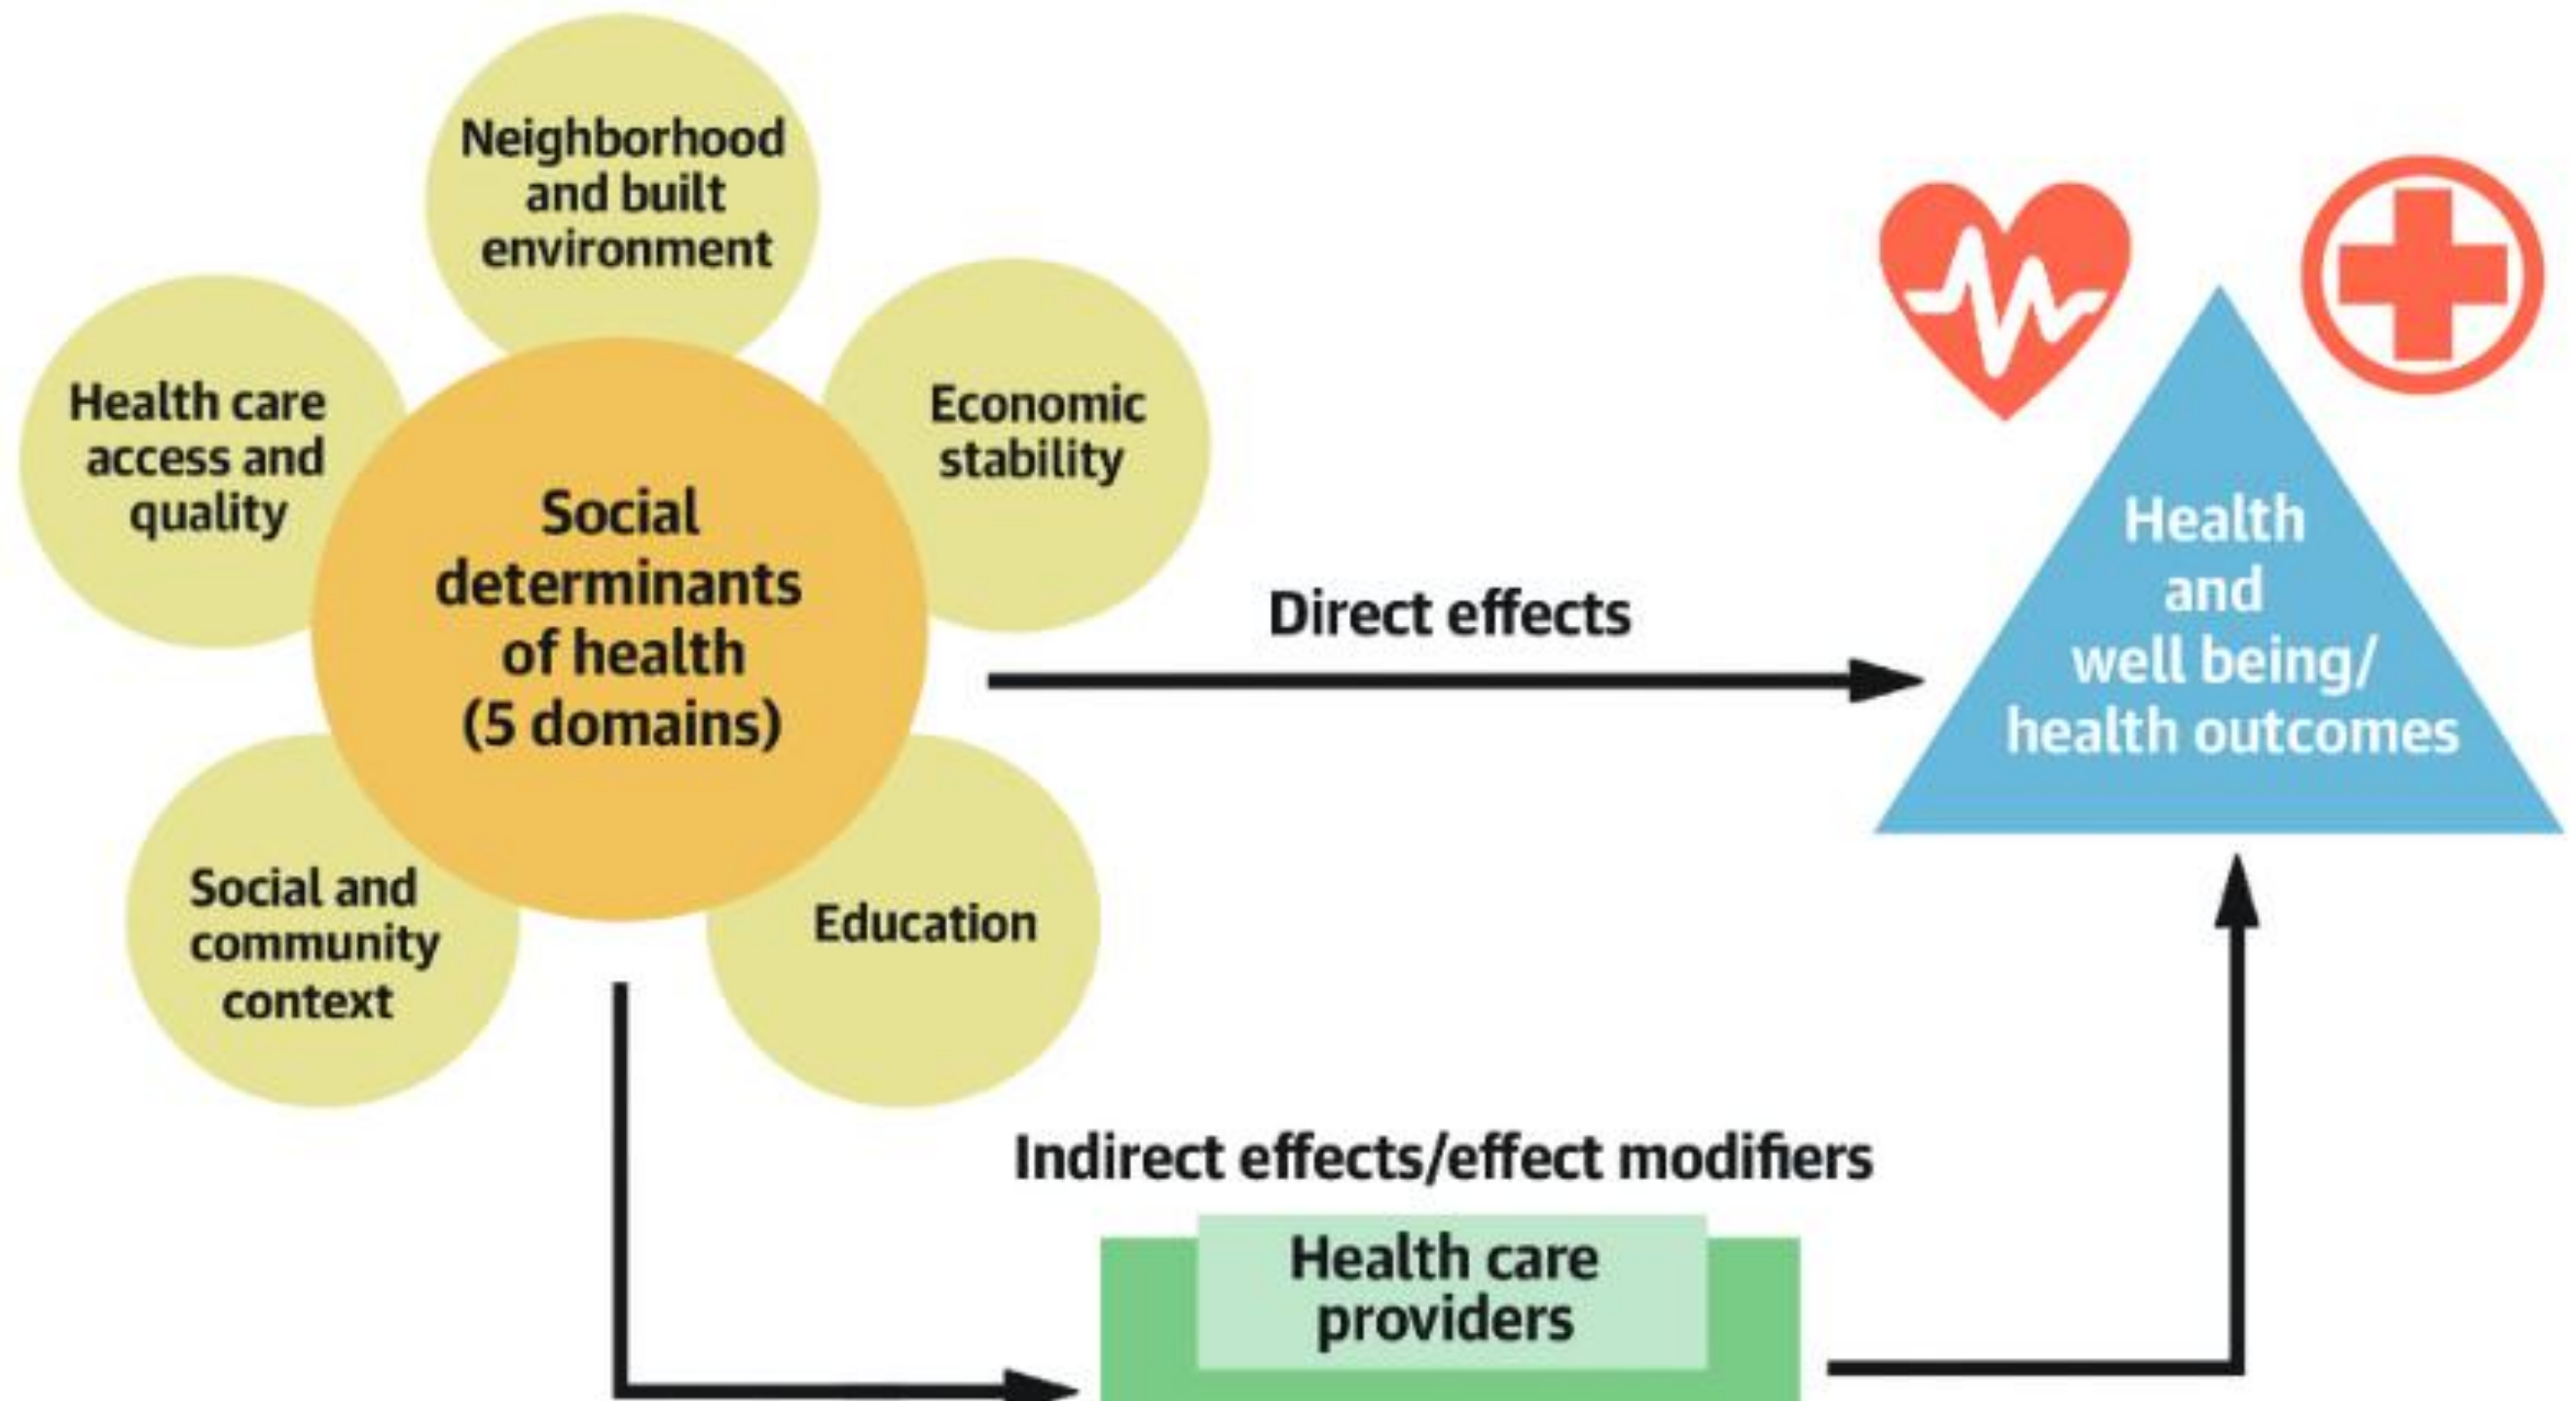 Neighborhood
and built
environment
Health care
access and
quality
Economic
stability
Social
determinants
of health
(5 domains)
Social and
community
context
Education
Direct effects
Health
and
well being/
health outcomes
Indirect effects/effect modifiers
Health care
providers